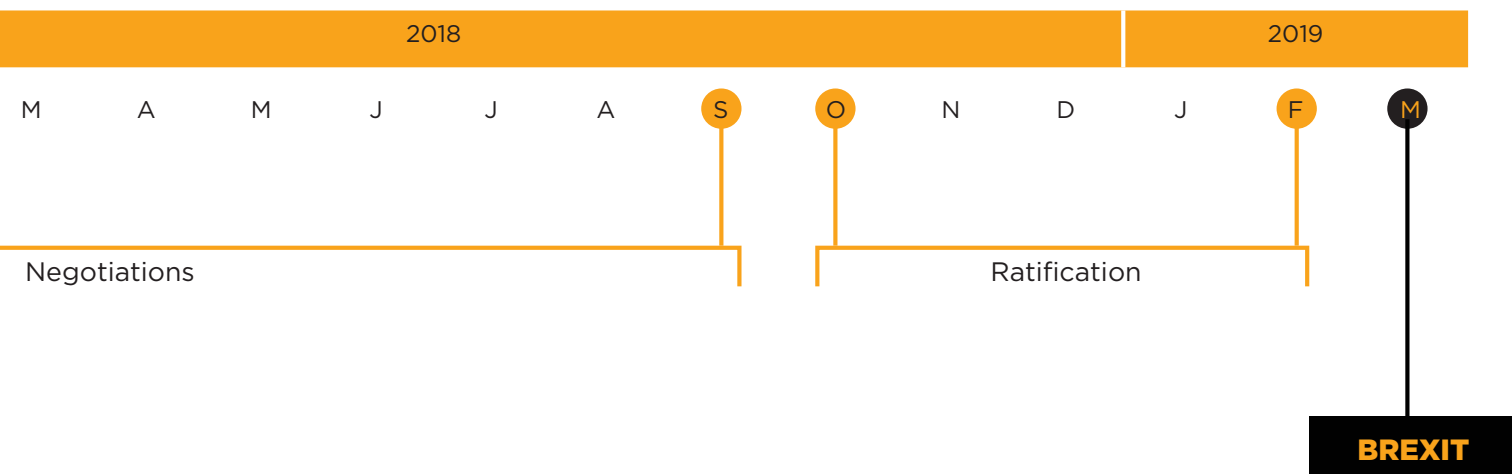 2018 2019
M A M J J A S O N D J F M
Negotiations Ratification
BREXIT